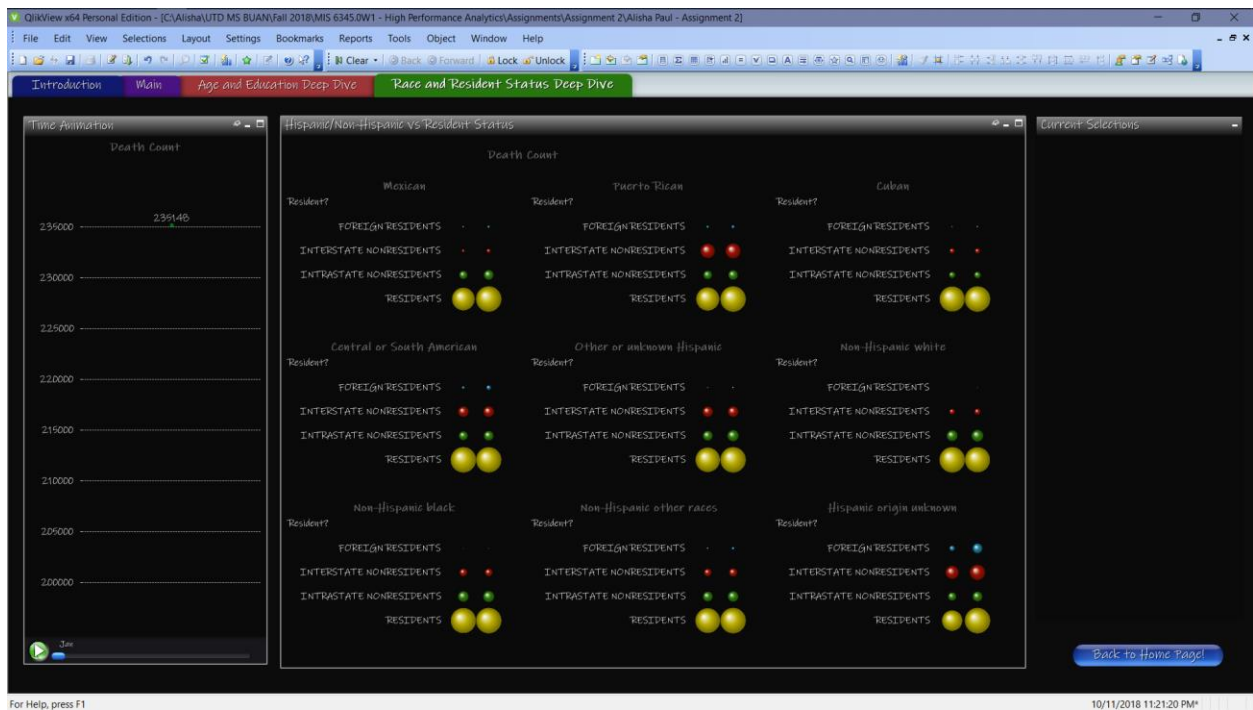 QlikView x64 Personal Edition - [C:\Alisha\UTD MS BUAN\Fall 2018\MIS 6345.0W1 - High Performance Analytics\Assignments\Assignment 2\Alisha Paul - Assignment 2]
File Edit View Selections Layout Settings Bookmarks Reports Tools Object Window Help
Clear Back Forward Lock Unlock
Introduction Main Age and Education Deep Dive Race and Resident Status Deep Dive
Time Animation
Death Count
235148
235000
230000
225000
220000
215000
210000
205000
200000
Jan
Hispanic/Non-Hispanic vs Resident Status
Death Count
Mexican
Resident?
FOREIGN RESIDENTS
INTERSTATE NONRESIDENTS
INTRASTATE NONRESIDENTS
RESIDENTS
Puerto Rican
Resident?
FOREIGN RESIDENTS
INTERSTATE NONRESIDENTS
INTRASTATE NONRESIDENTS
RESIDENTS
Cuban
Resident?
FOREIGN RESIDENTS
INTERSTATE NONRESIDENTS
INTRASTATE NONRESIDENTS
RESIDENTS
Central or South American
Resident?
FOREIGN RESIDENTS
INTERSTATE NONRESIDENTS
INTRASTATE NONRESIDENTS
RESIDENTS
Other or unknown Hispanic
Resident?
FOREIGN RESIDENTS
INTERSTATE NONRESIDENTS
INTRASTATE NONRESIDENTS
RESIDENTS
Non-Hispanic white
Resident?
FOREIGN RESIDENTS
INTERSTATE NONRESIDENTS
INTRASTATE NONRESIDENTS
RESIDENTS
Non-Hispanic black
Resident?
FOREIGN RESIDENTS
INTERSTATE NONRESIDENTS
INTRASTATE NONRESIDENTS
RESIDENTS
Non-Hispanic other races
Resident?
FOREIGN RESIDENTS
INTERSTATE NONRESIDENTS
INTRASTATE NONRESIDENTS
RESIDENTS
Hispanic origin unknown
Resident?
FOREIGN RESIDENTS
INTERSTATE NONRESIDENTS
INTRASTATE NONRESIDENTS
RESIDENTS
Current Selections
Back to Home Page!
For Help, press F1
10/11/2018 11:21:20 PM*